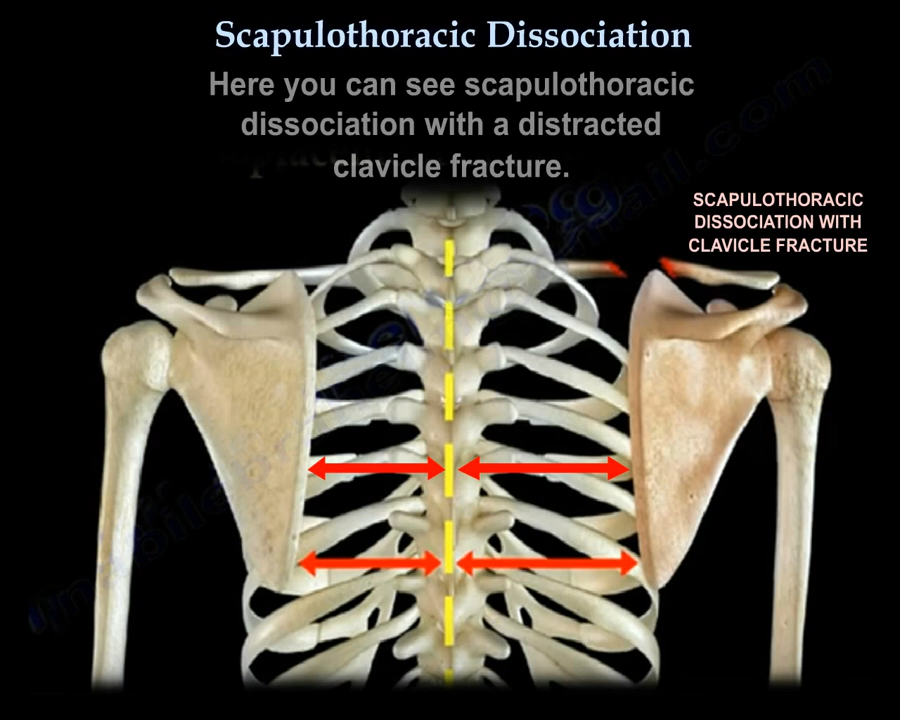 Scapulothoracic Dissociation
Here you can see scapulothoracic
dissociation with a distracted
clavicle fracture.
SCAPULOTHORACIC
DISSOCIATION WITH
CLAVICLE FRACTURE